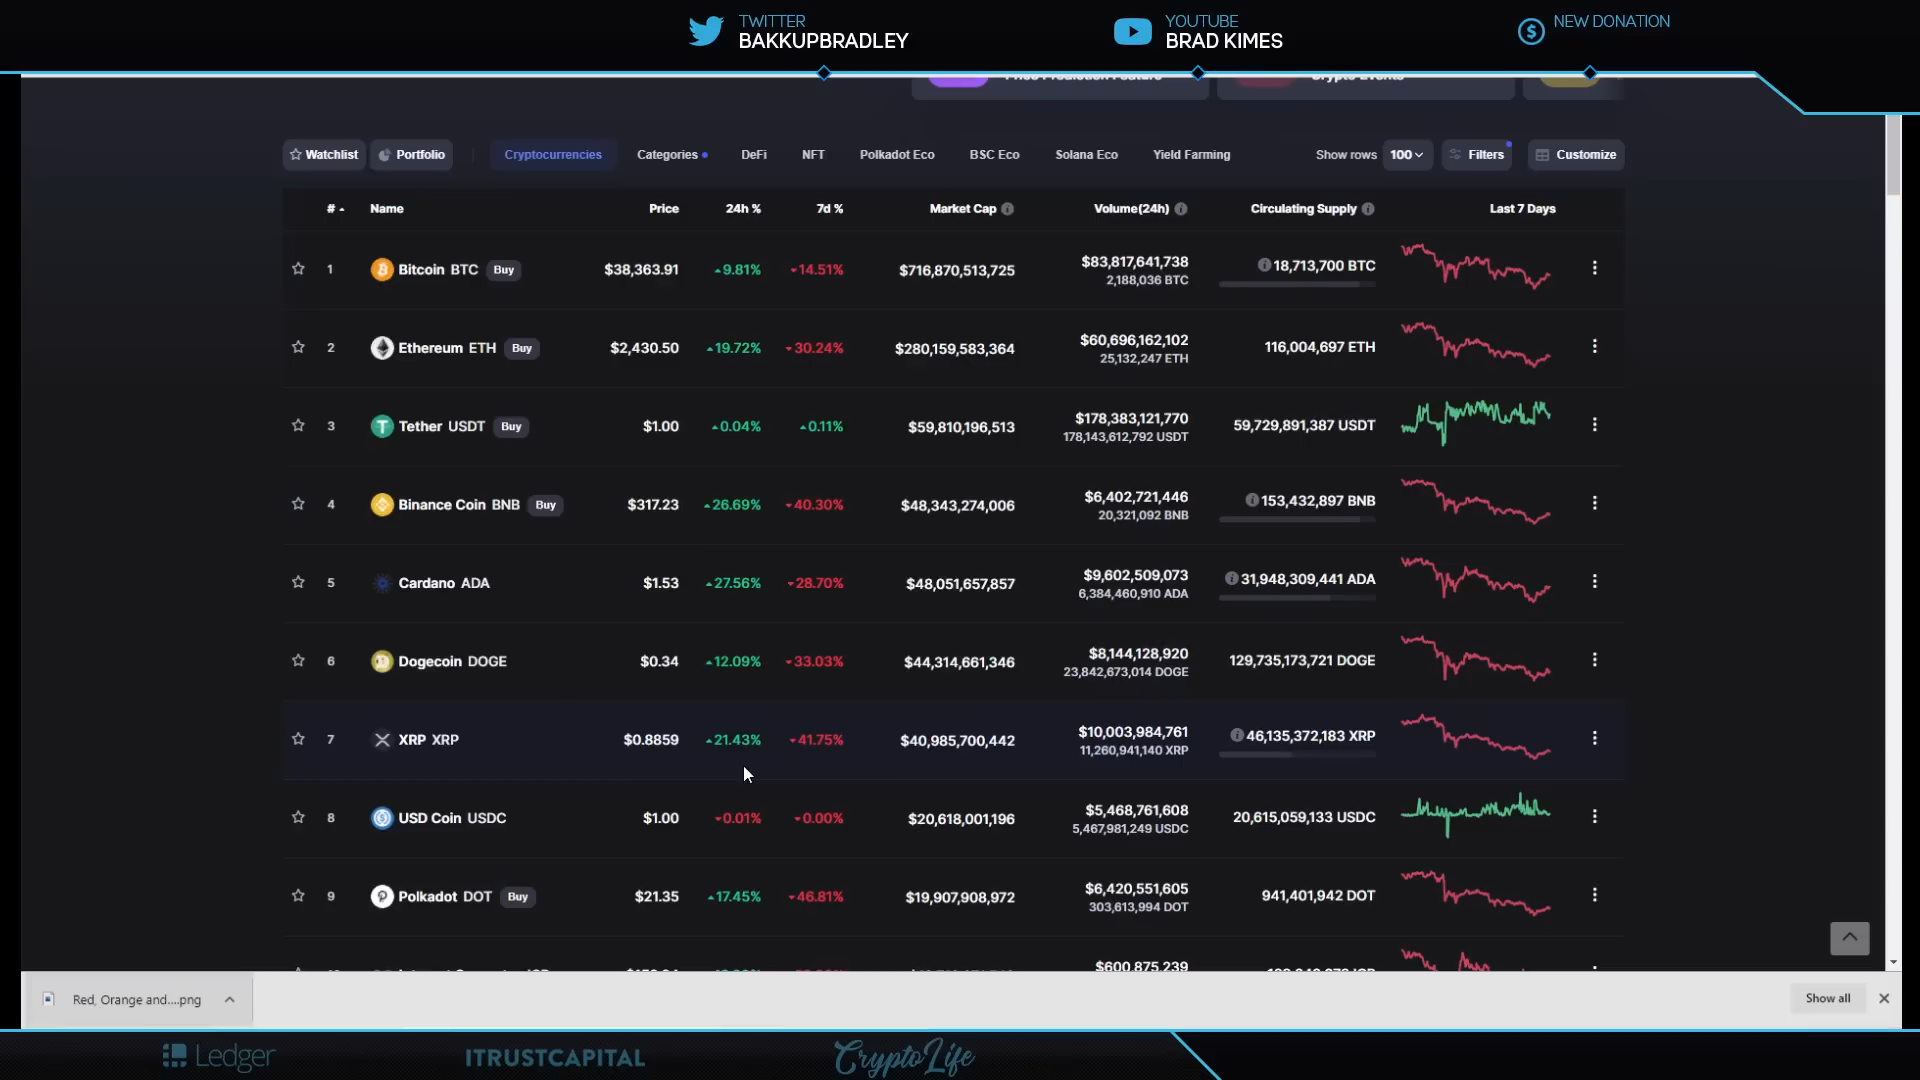 TWITTER
BAKKUPBRADLEY
YOUTUBE
BRAD KIMES
NEW DONATION
Watchlist Portfolio Cryptocurrencies Categories DeFi NFT Polkadot Eco BSC Eco Solana Eco Yield Farming Show rows 100 Filters Customize
# Name Price 24h % 7d % Market Cap Volume(24h) Circulating Supply Last 7 Days
1 Bitcoin BTC Buy $38,363.91 9.81% 14.51% $716,870,513,725 $83,817,641,738 18,713,700 BTC
2,188,036 BTC
2 Ethereum ETH Buy $2,430.50 19.72% 30.24% $280,159,583,364 $60,696,162,102 116,004,697 ETH
25,132,247 ETH
3 Tether USDT Buy $1.00 0.04% 0.11% $59,810,196,513 $178,383,121,770 59,729,891,387 USDT
178,143,612,792 USDT
4 Binance Coin BNB Buy $317.23 26.69% 40.30% $48,343,274,006 $6,402,721,446 153,432,897 BNB
20,321,092 BNB
5 Cardano ADA $1.53 27.56% 28.70% $48,051,657,857 $9,602,509,073 31,948,309,441 ADA
6,384,460,910 ADA
6 Dogecoin DOGE $0.34 12.09% 33.03% $44,314,661,346 $8,144,128,920 129,735,173,721 DOGE
23,842,673,014 DOGE
7 XRP XRP $0.8859 21.43% 41.75% $40,985,700,442 $10,003,984,761 46,135,372,183 XRP
11,260,941,140 XRP
8 USD Coin USDC $1.00 0.01% 0.00% $20,618,001,196 $5,468,761,608 20,615,059,133 USDC
5,467,981,249 USDC
9 Polkadot DOT Buy $21.35 17.45% 46.81% $19,907,908,972 $6,420,551,605 941,401,942 DOT
303,613,994 DOT
$600,875,239
Red, Orange and....png
Show all
Ledger
ITRUSTCAPITAL
CryptoLife